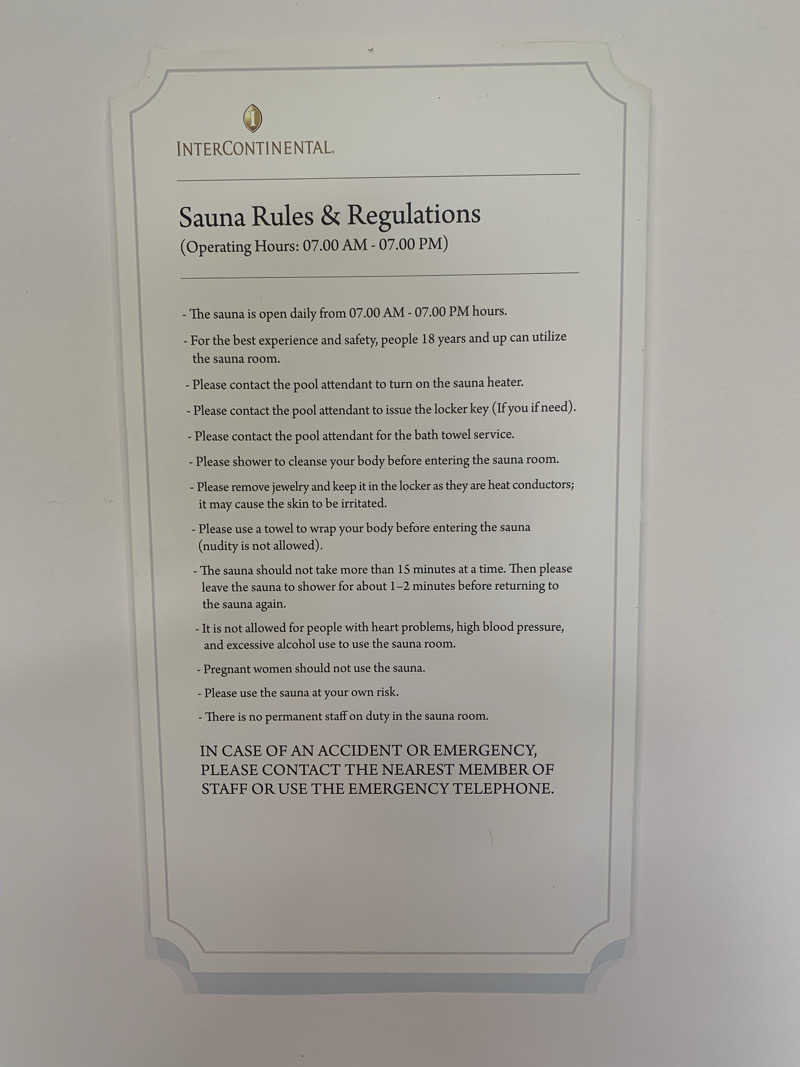 INTERCONTINENTAL.
Sauna Rules & Regulations
(Operating Hours: 07.00 AM - 07.00 PM)
- The sauna is open daily from 07.00 AM - 07.00 PM hours.
- For the best experience and safety, people 18 years and up can utilize
the sauna room.
- Please contact the pool attendant to turn on the sauna heater.
- Please contact the pool attendant to issue the locker key (If you if need).
- Please contact the pool attendant for the bath towel service.
- Please shower to cleanse your body before entering the sauna room.
- Please remove jewelry and keep it in the locker as they are heat conductors;
it may cause the skin to be irritated.
- Please use a towel to wrap your body before entering the sauna
(nudity is not allowed).
- The sauna should not take more than 15 minutes at a time. Then please
leave the sauna to shower for about 1–2 minutes before returning to
the sauna again.
- It is not allowed for people with heart problems, high blood pressure,
and excessive alcohol use to use the sauna room.
- Pregnant women should not use the sauna.
- Please use the sauna at your own risk.
- There is no permanent staff on duty in the sauna room.
IN CASE OF AN ACCIDENT OR EMERGENCY,
PLEASE CONTACT THE NEAREST MEMBER OF
STAFF OR USE THE EMERGENCY TELEPHONE.